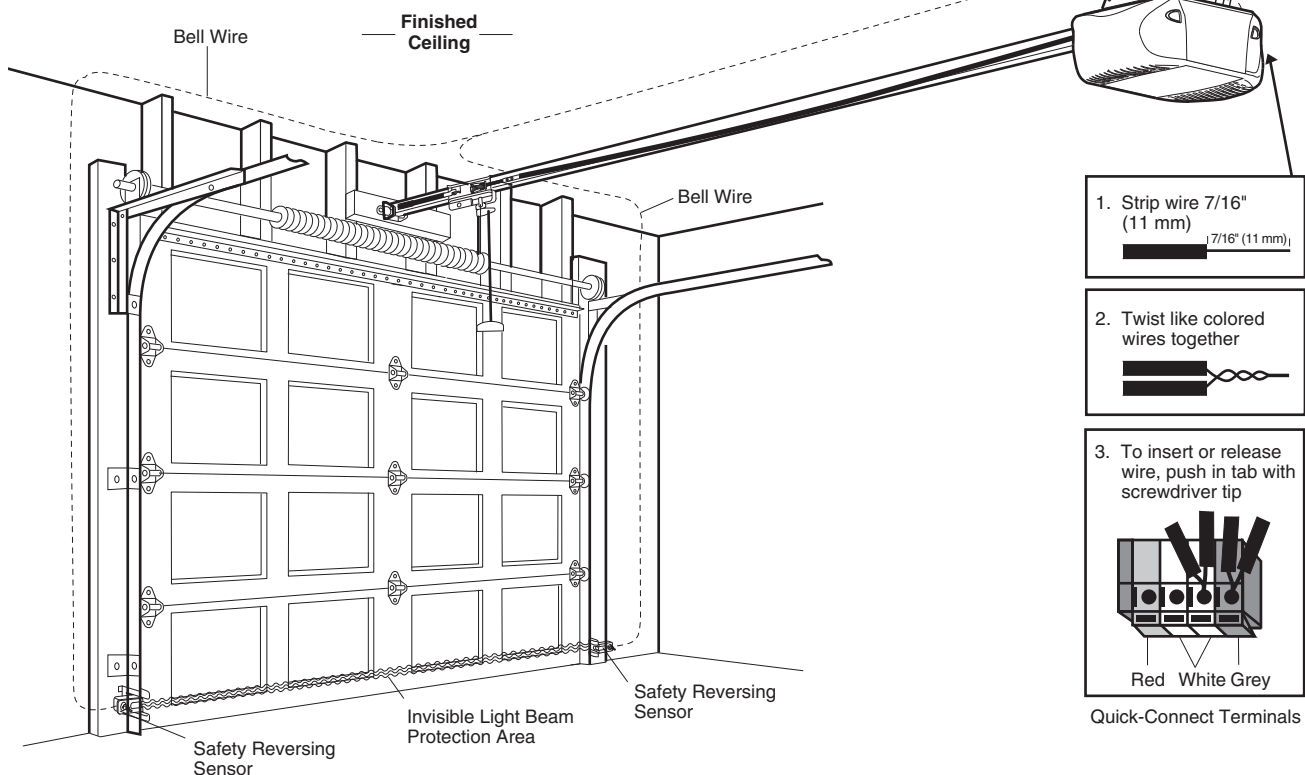 Finished
Ceiling
Bell Wire
Bell Wire
1. Strip wire 7/16"
(11 mm)
7/16" (11 mm)
2. Twist like colored
wires together
3. To insert or release
wire, push in tab with
screwdriver tip
Red White Grey
Quick-Connect Terminals
Safety Reversing
Sensor
Invisible Light Beam
Protection Area
Safety Reversing
Sensor